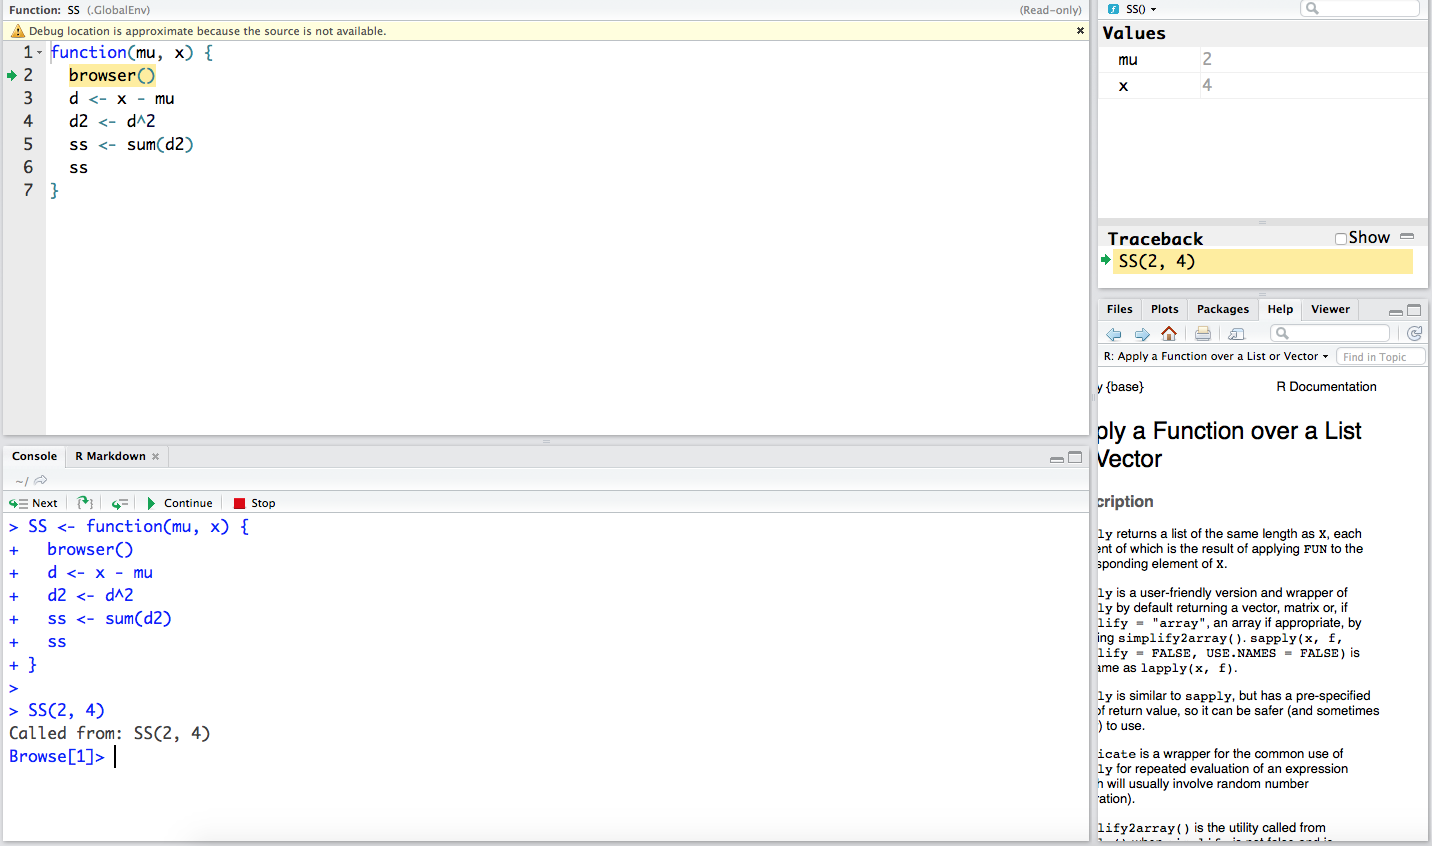 Function: SS (.GlobalEnv) (Read-only)
Debug location is approximate because the source is not available.
1 function(mu, x) {
2 browser()
3 d <- x - mu
4 d2 <- d^2
5 ss <- sum(d2)
6 ss
7 }
Console R Markdown
~/
Next Continue Stop
> SS <- function(mu, x) {
+ browser()
+ d <- x - mu
+ d2 <- d^2
+ ss <- sum(d2)
+ ss
+ }
>
> SS(2, 4)
Called from: SS(2, 4)
Browse[1]>
SS()
Values
mu 2
x 4
Traceback Show
SS(2, 4)
Files Plots Packages Help Viewer
R: Apply a Function over a List or Vector Find in Topic
y {base} R Documentation
ply a Function over a List
Vector
cription
ly returns a list of the same length as X, each
ent of which is the result of applying FUN to the
sponding element of X.
ly is a user-friendly version and wrapper of
ly by default returning a vector, matrix or, if
lify = "array", an array if appropriate, by
ing simplify2array(). sapply(x, f,
lify = FALSE, USE.NAMES = FALSE) is
ame as lapply(x, f).
ly is similar to sapply, but has a pre-specified
of return value, so it can be safer (and sometimes
) to use.
icate is a wrapper for the common use of
ly for repeated evaluation of an expression
h will usually involve random number
ration).
lify2array() is the utility called from